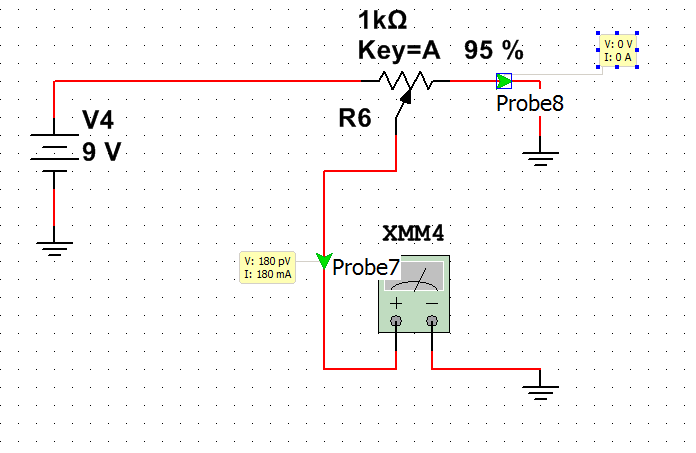 1kΩ
Key=A 95 %
V: 0 V
I: 0 A
Probe8
R6
V4
9 V
XMM4
V: 180 pV
I: 180 mA
Probe7
+ −